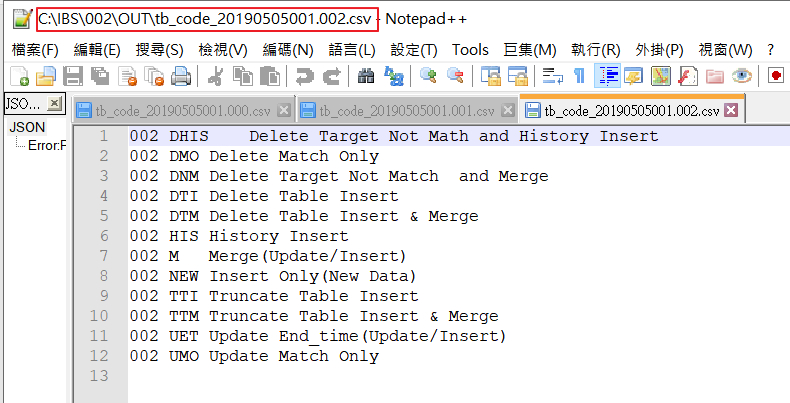 C:\IBS\002\OUT\tb_code_20190505001.002.csv - Notepad++
檔案(F) 編輯(E) 搜尋(S) 檢視(V) 編碼(N) 語言(L) 設定(T) Tools 巨集(M) 執行(R) 外掛(P) 視窗(W) ?
JSO...
tb_code_20190505001.000.csv tb_code_20190505001.001.csv tb_code_20190505001.002.csv
JSON
Error:F
1 002 DHIS    Delete Target Not Math and History Insert
2 002 DMO Delete Match Only
3 002 DNM Delete Target Not Match  and Merge
4 002 DTI Delete Table Insert
5 002 DTM Delete Table Insert & Merge
6 002 HIS History Insert
7 002 M   Merge(Update/Insert)
8 002 NEW Insert Only(New Data)
9 002 TTI Truncate Table Insert
10 002 TTM Truncate Table Insert & Merge
11 002 UET Update End_time(Update/Insert)
12 002 UMO Update Match Only
13